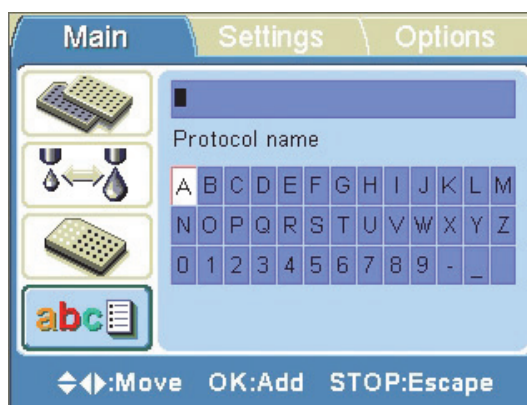 Main Settings Options
Protocol name
A B C D E F G H I J K L M
N O P Q R S T U V W X Y Z
0 1 2 3 4 5 6 7 8 9 - _
abc
:Move OK:Add STOP:Escape